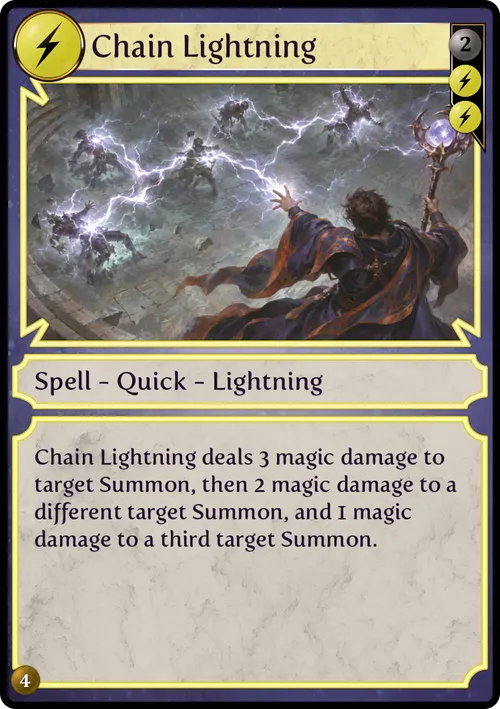 Chain Lightning
2
Spell - Quick - Lightning
Chain Lightning deals 3 magic damage to
target Summon, then 2 magic damage to a
different target Summon, and 1 magic
damage to a third target Summon.
4